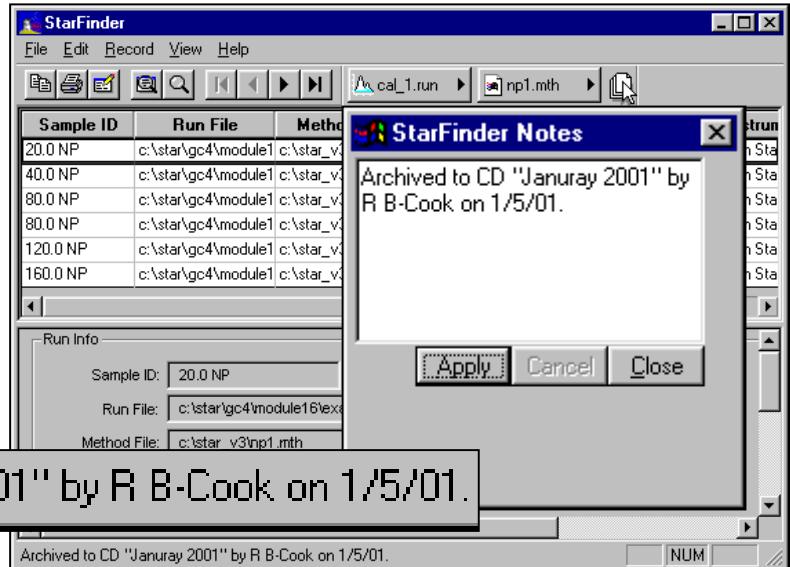 StarFinder
File Edit Record View Help
cal_1.run np1.mth
Sample ID Run File Metho strun
20.0 NP c:\star\gc4\module1 c:\star_v3 n Sta
40.0 NP c:\star\gc4\module1 c:\star_v3 n Sta
80.0 NP c:\star\gc4\module1 c:\star_v3 n Sta
80.0 NP c:\star\gc4\module1 c:\star_v3 n Sta
120.0 NP c:\star\gc4\module1 c:\star_v3 n Sta
160.0 NP c:\star\gc4\module1 c:\star_v3 n Sta
StarFinder Notes
Archived to CD "Januray 2001" by
R B-Cook on 1/5/01.
Apply Cancel Close
Run Info
Sample ID: 20.0 NP
Run File: c:\star\gc4\module16\exa
Method File: c:\star_v3\np1.mth
01" by R B-Cook on 1/5/01.
Archived to CD "Januray 2001" by R B-Cook on 1/5/01.
NUM